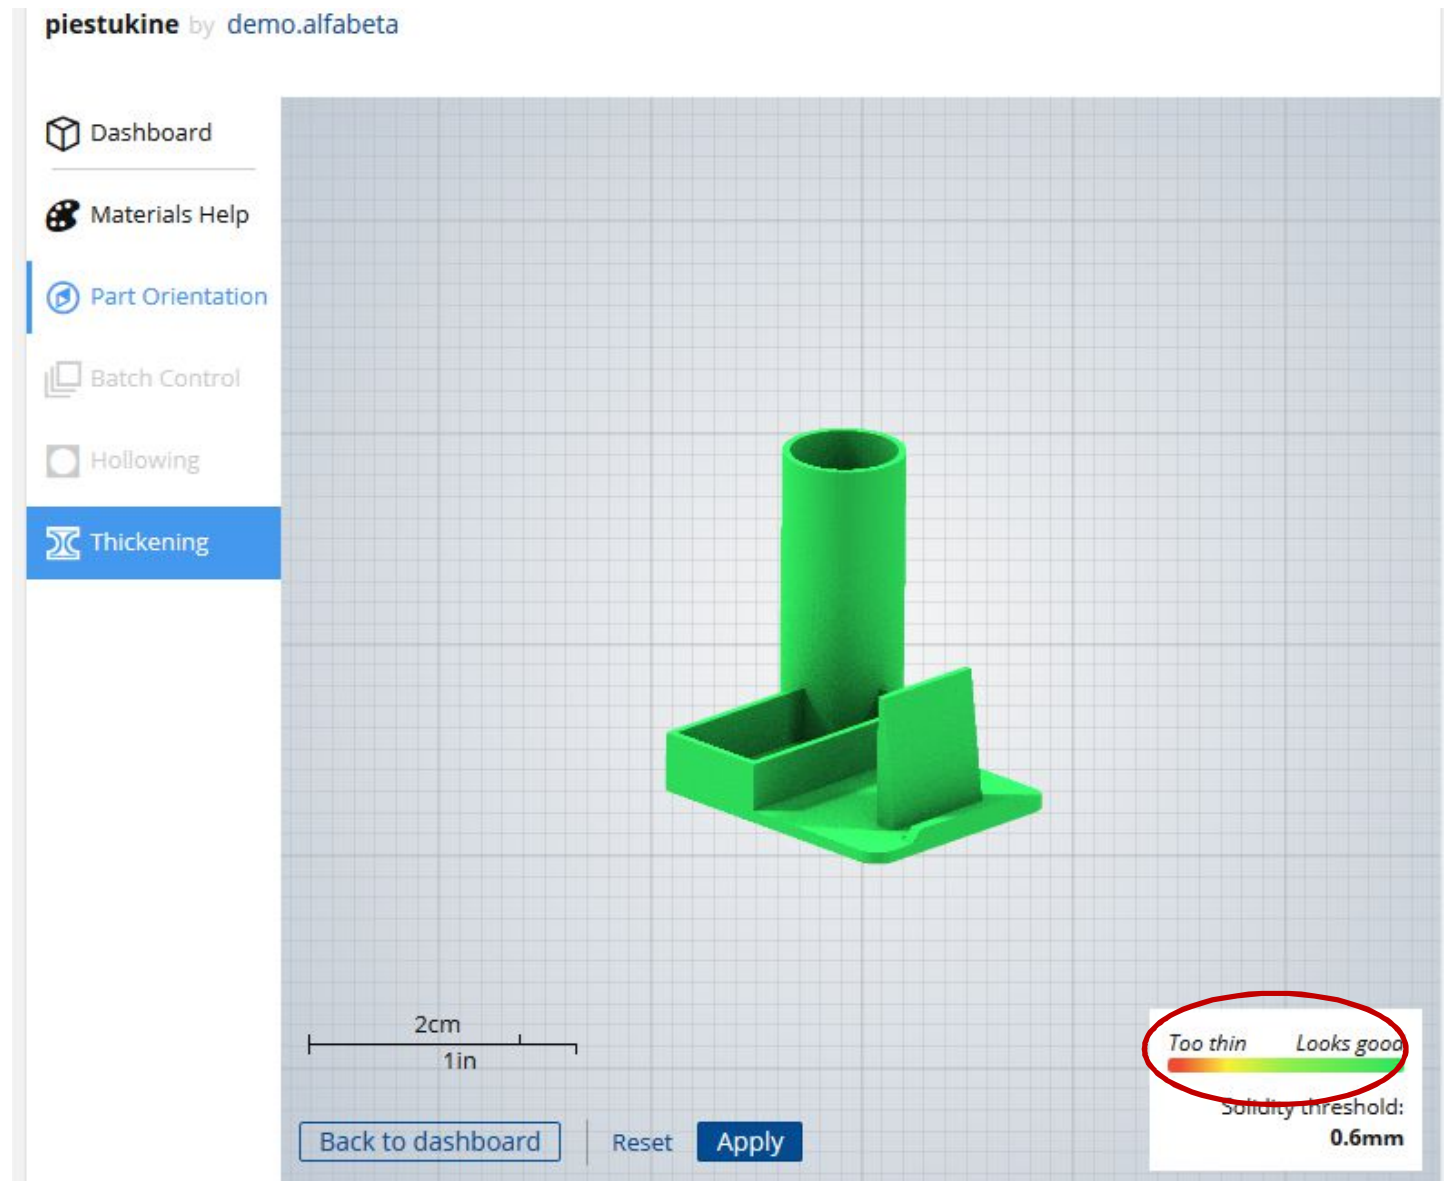 piestukine by demo.alfabeta
Dashboard
Materials Help
Part Orientation
Batch Control
Hollowing
Thickening
2cm
1in
Too thin Looks good
Solidity threshold:
0.6mm
Back to dashboard Reset Apply